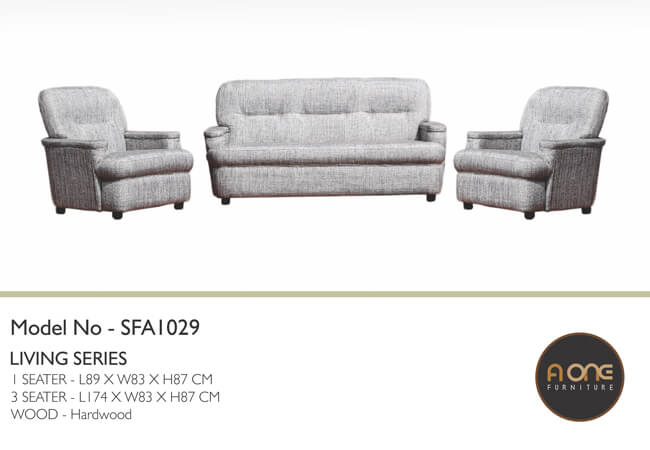 Model No - SFA1029
LIVING SERIES
1 SEATER - L89 X W83 X H87 CM
3 SEATER - L174 X W83 X H87 CM
WOOD - Hardwood
A ONE
FURNITURE